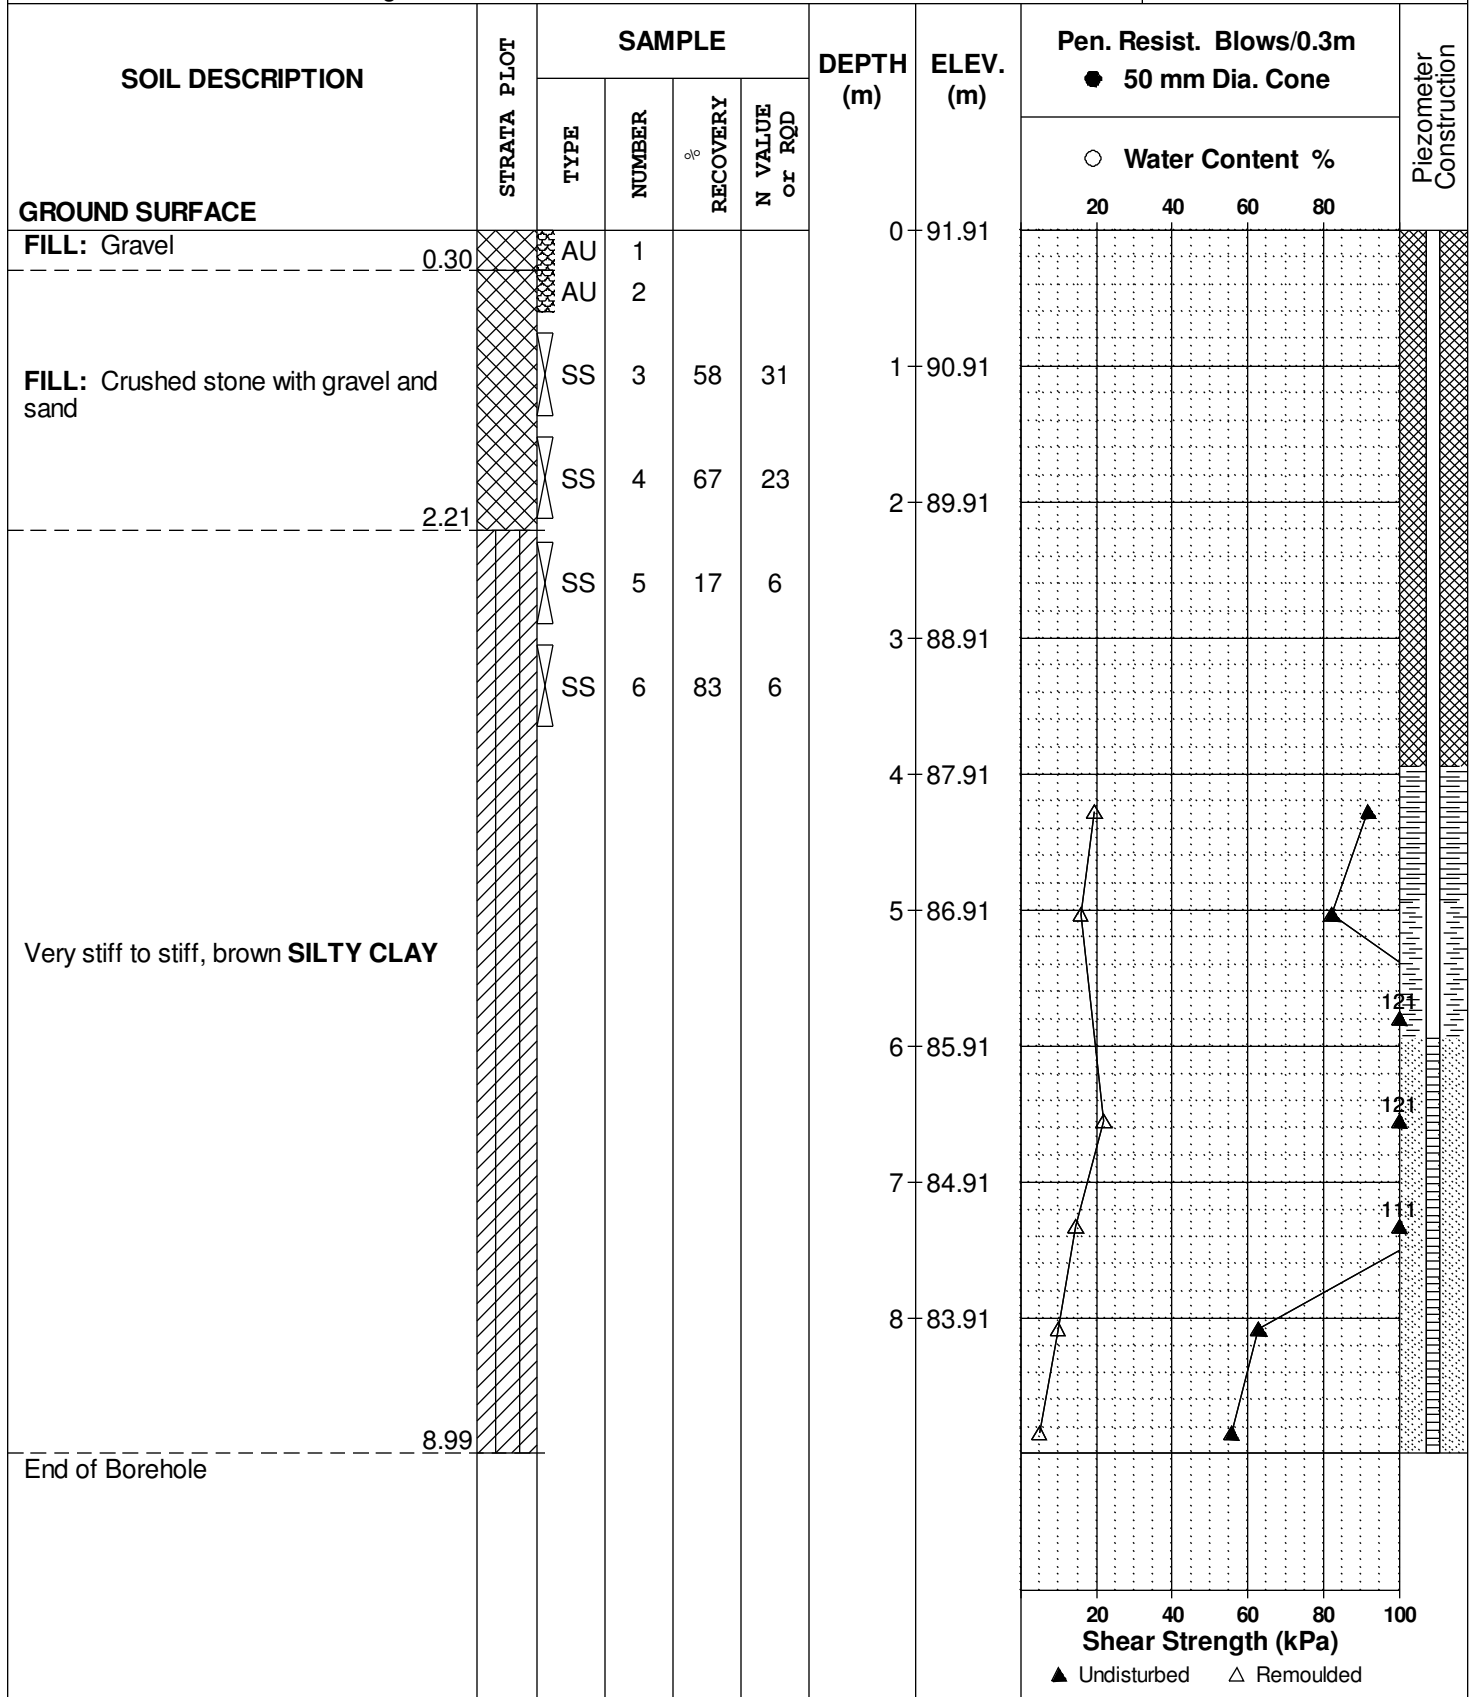 SOIL DESCRIPTION
STRATA PLOT
SAMPLE
TYPE
NUMBER
% RECOVERY
N VALUE or RQD
DEPTH (m)
ELEV. (m)
Pen. Resist. Blows/0.3m
● 50 mm Dia. Cone
○ Water Content %
Piezometer Construction
20 40 60 80
GROUND SURFACE
0 91.91
FILL: Gravel
0.30
AU 1
AU 2
FILL: Crushed stone with gravel and sand
SS 3 58 31
1 90.91
SS 4 67 23
2 89.91
2.21
SS 5 17 6
3 88.91
SS 6 83 6
4 87.91
5 86.91
Very stiff to stiff, brown SILTY CLAY
121
6 85.91
121
7 84.91
111
8 83.91
8.99
End of Borehole
20 40 60 80 100
Shear Strength (kPa)
▲ Undisturbed △ Remoulded